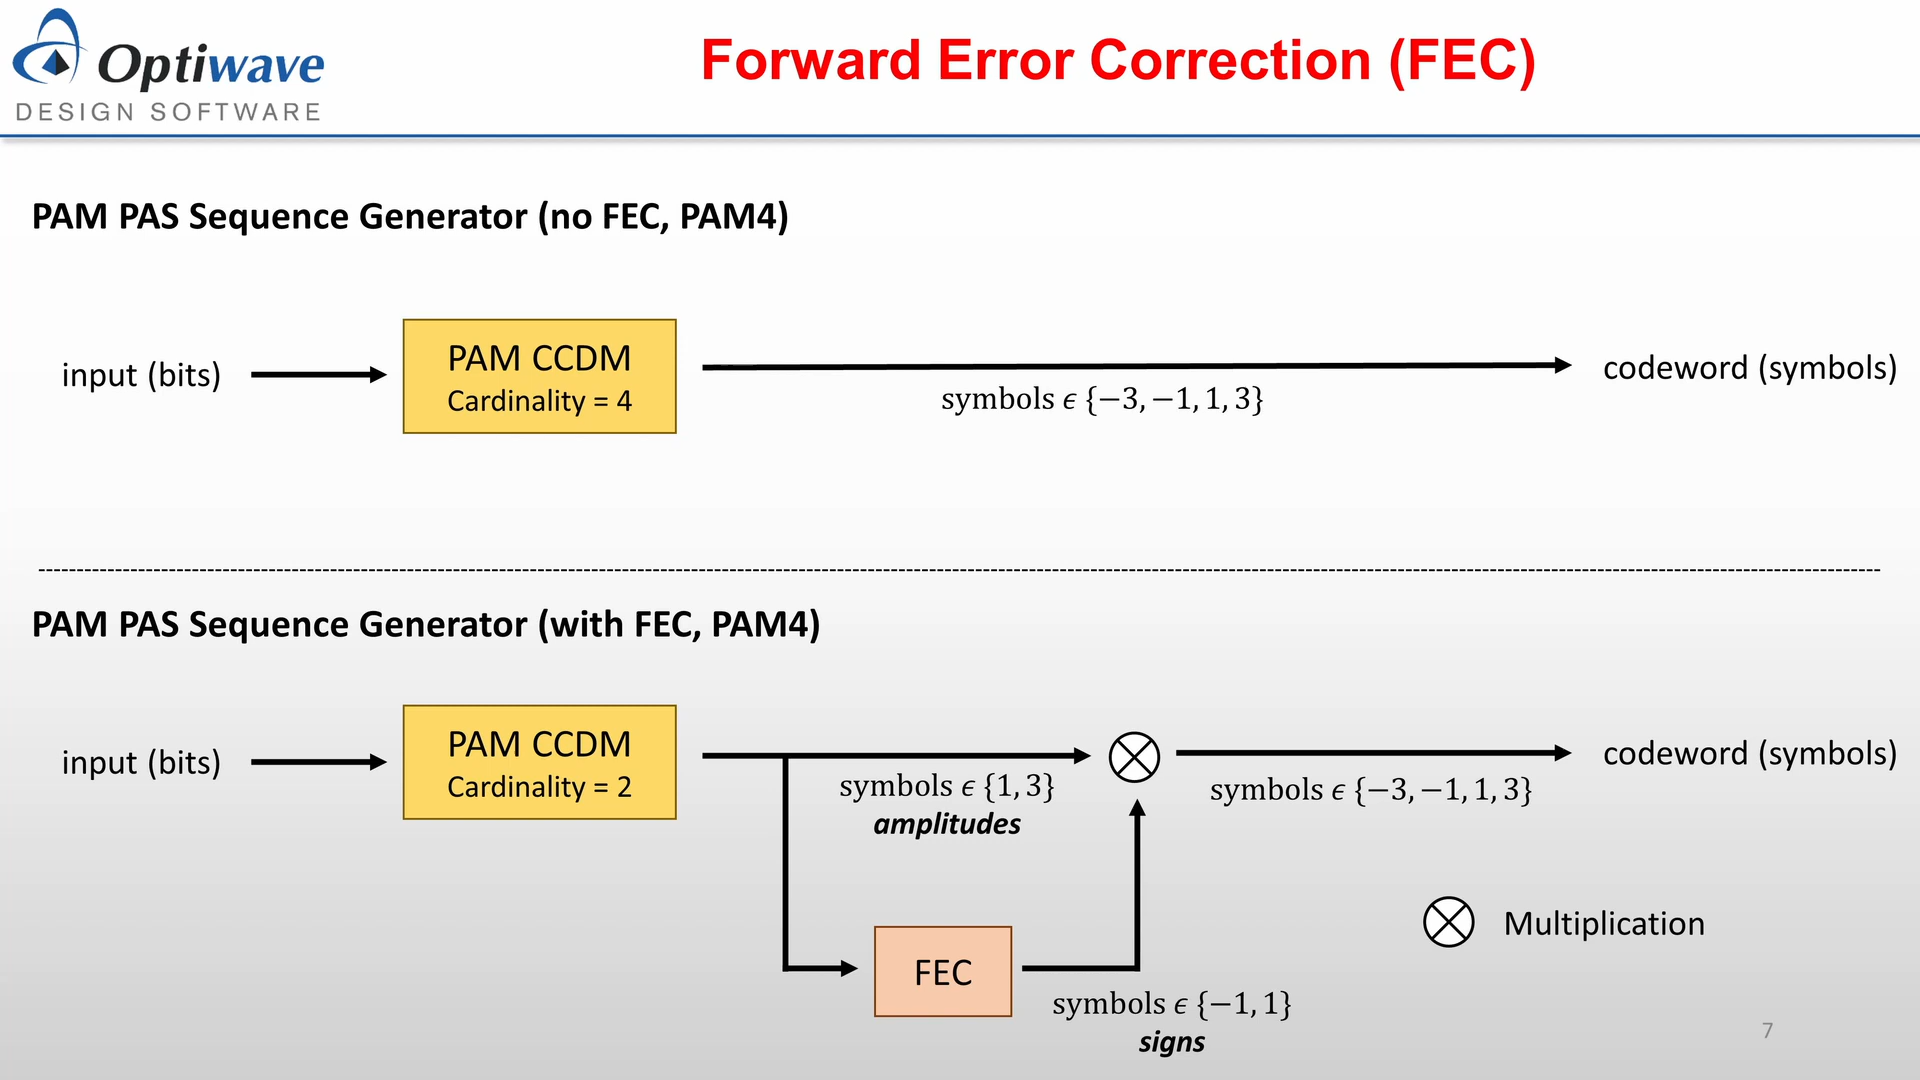 Optiwave
DESIGN SOFTWARE
Forward Error Correction (FEC)
PAM PAS Sequence Generator (no FEC, PAM4)
input (bits)
PAM CCDM
Cardinality = 4
symbols ϵ {−3, −1, 1, 3}
codeword (symbols)
PAM PAS Sequence Generator (with FEC, PAM4)
input (bits)
PAM CCDM
Cardinality = 2
symbols ϵ {1, 3}
amplitudes
symbols ϵ {−3, −1, 1, 3}
codeword (symbols)
Multiplication
FEC
symbols ϵ {−1, 1}
signs
7